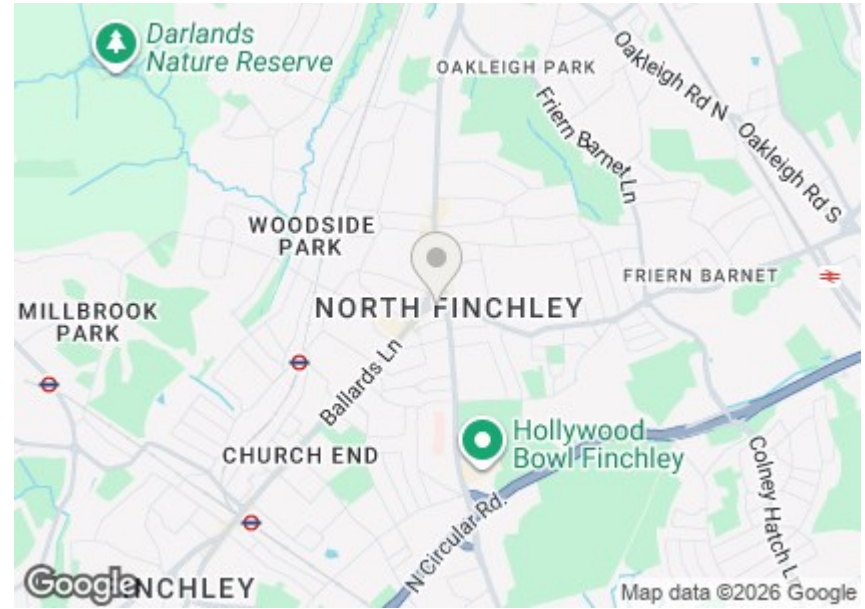 Darlands
Nature Reserve
OAKLEIGH PARK
Oakleigh Rd N
Oakleigh Rd S
Friern Barnet Ln
WOODSIDE
PARK
FRIERN BARNET
NORTH FINCHLEY
MILLBROOK
PARK
Ballards Ln
CHURCH END
Hollywood
Bowl Finchley
Colney Hatch L
N Circular Rd.
Google
NCHLEY
Map data ©2026 Google